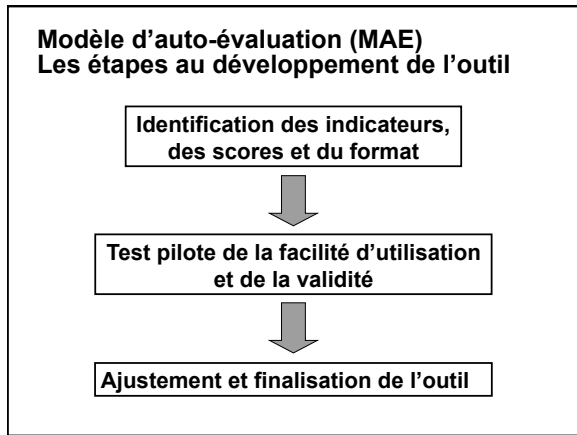 Modèle d’auto-évaluation (MAE)
Les étapes au développement de l’outil
Identification des indicateurs,
des scores et du format
Test pilote de la facilité d’utilisation
et de la validité
Ajustement et finalisation de l’outil